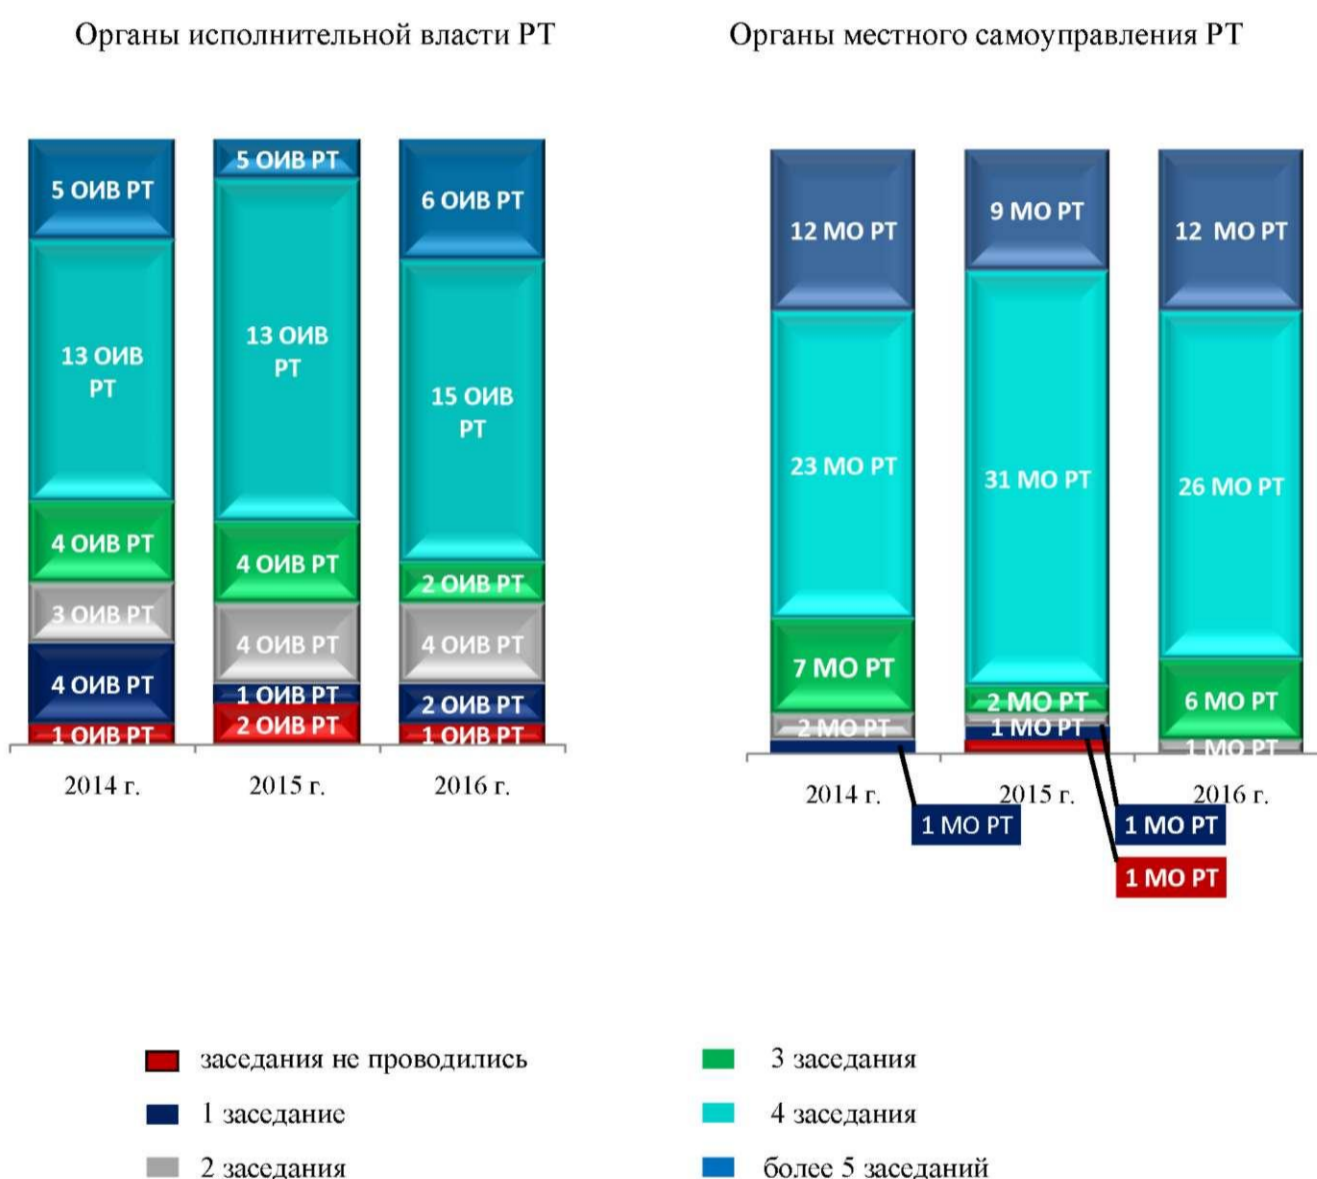 Органы исполнительной власти РТ
5 ОИВ РТ
13 ОИВ
РТ
4 ОИВ РТ
3 ОИВ РТ
4 ОИВ РТ
1 ОИВ РТ
2014 г.
5 ОИВ РТ
13 ОИВ
РТ
4 ОИВ РТ
4 ОИВ РТ
1 ОИВ РТ
2 ОИВ РТ
2015 г.
6 ОИВ РТ
15 ОИВ
РТ
2 ОИВ РТ
4 ОИВ РТ
2 ОИВ РТ
1 ОИВ РТ
2016 г.
Органы местного самоуправления РТ
12 МО РТ
23 МО РТ
7 МО РТ
2 МО РТ
2014 г.
1 МО РТ
9 МО РТ
31 МО РТ
2 МО РТ
1 МО РТ
2015 г.
1 МО РТ
1 МО РТ
12 МО РТ
26 МО РТ
6 МО РТ
1 МО РТ
2016 г.
заседания не проводились
1 заседание
2 заседания
3 заседания
4 заседания
более 5 заседаний